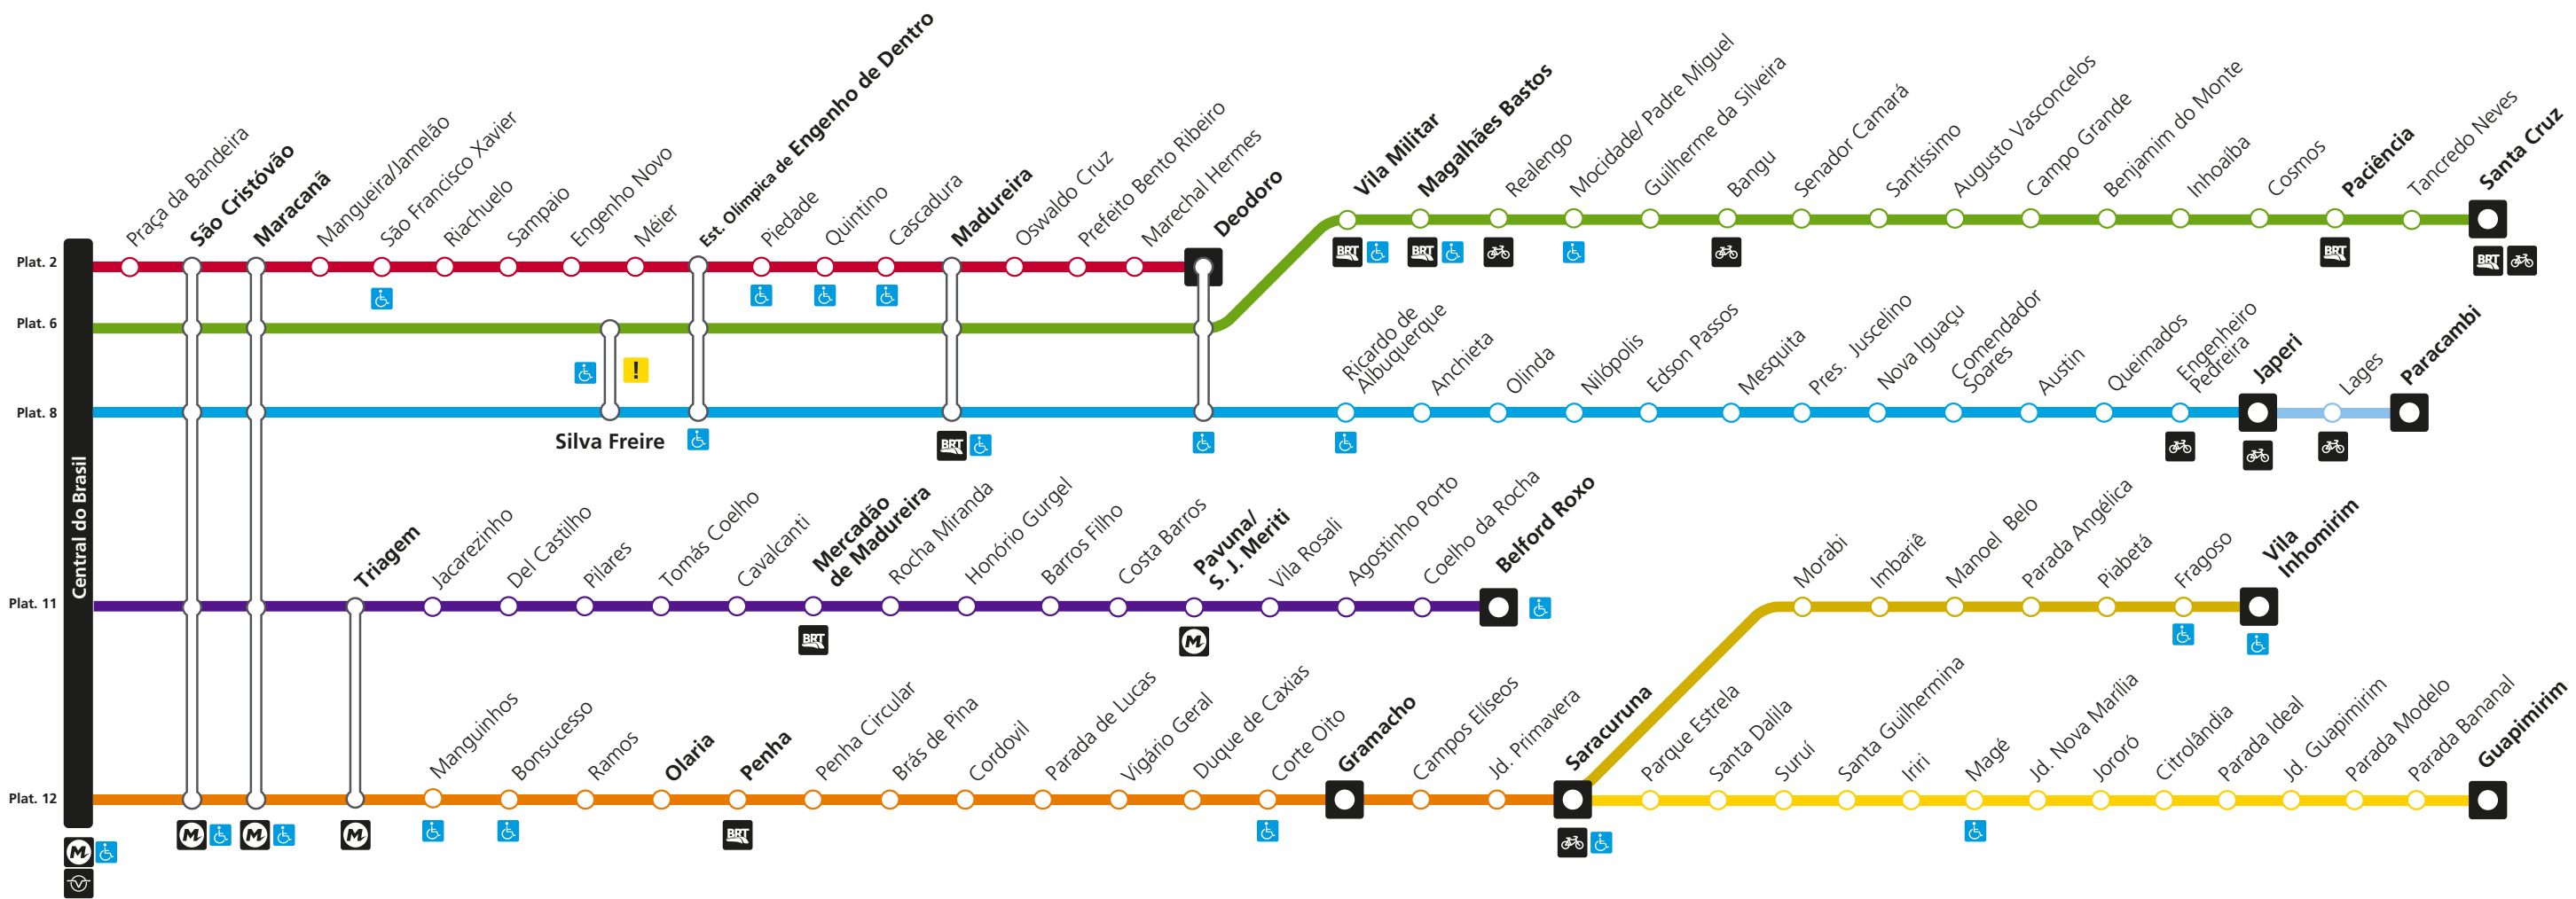 Praça da Bandeira
São Cristóvão
Maracanã
Mangueira/Jamelão
São Francisco Xavier
Riachuelo
Sampaio
Engenho Novo
Méier
Est. Olímpica de Engenho de Dentro
Piedade
Quintino
Cascadura
Madureira
Oswaldo Cruz
Prefeito Bento Ribeiro
Marechal Hermes
Deodoro
Vila Militar
Magalhães Bastos
Realengo
Mocidade/ Padre Miguel
Guilherme da Silveira
Bangu
Senador Camará
Santíssimo
Augusto Vasconcelos
Campo Grande
Benjamim do Monte
Inhoaíba
Cosmos
Paciência
Tancredo Neves
Santa Cruz
Plat. 2
BRT
BRT
BRT
BRT
Plat. 6
!
Ricardo de
Albuquerque
Anchieta
Olinda
Nilópolis
Edson Passos
Mesquita
Pres. Juscelino
Nova Iguaçu
Comendador
Soares
Austin
Queimados
Engenheiro
Pedreira
Japeri
Lages
Paracambi
Plat. 8
Silva Freire
BRT
Central do Brasil
Triagem
Jacarezinho
Del Castilho
Pilares
Tomás Coelho
Cavalcanti
Mercadão
de Madureira
Rocha Miranda
Honório Gurgel
Barros Filho
Costa Barros
Pavuna/
S. J. Meriti
Vila Rosali
Agostinho Porto
Coelho da Rocha
Belford Roxo
Morabi
Imbariê
Manoel Belo
Parada Angélica
Piabetá
Fragoso
Vila
Inhomirim
Plat. 11
BRT
M
Manguinhos
Bonsucesso
Ramos
Olaria
Penha
Penha Circular
Brás de Pina
Cordovil
Parada de Lucas
Vigário Geral
Duque de Caxias
Corte Oito
Gramacho
Campos Elíseos
Jd. Primavera
Saracuruna
Parque Estrela
Santa Dalila
Suruí
Santa Guilhermina
Iriri
Magé
Jd. Nova Marília
Jororó
Citrolândia
Parada Ideal
Jd. Guapimirim
Parada Modelo
Parada Bananal
Guapimirim
Plat. 12
M
M
M
BRT
M